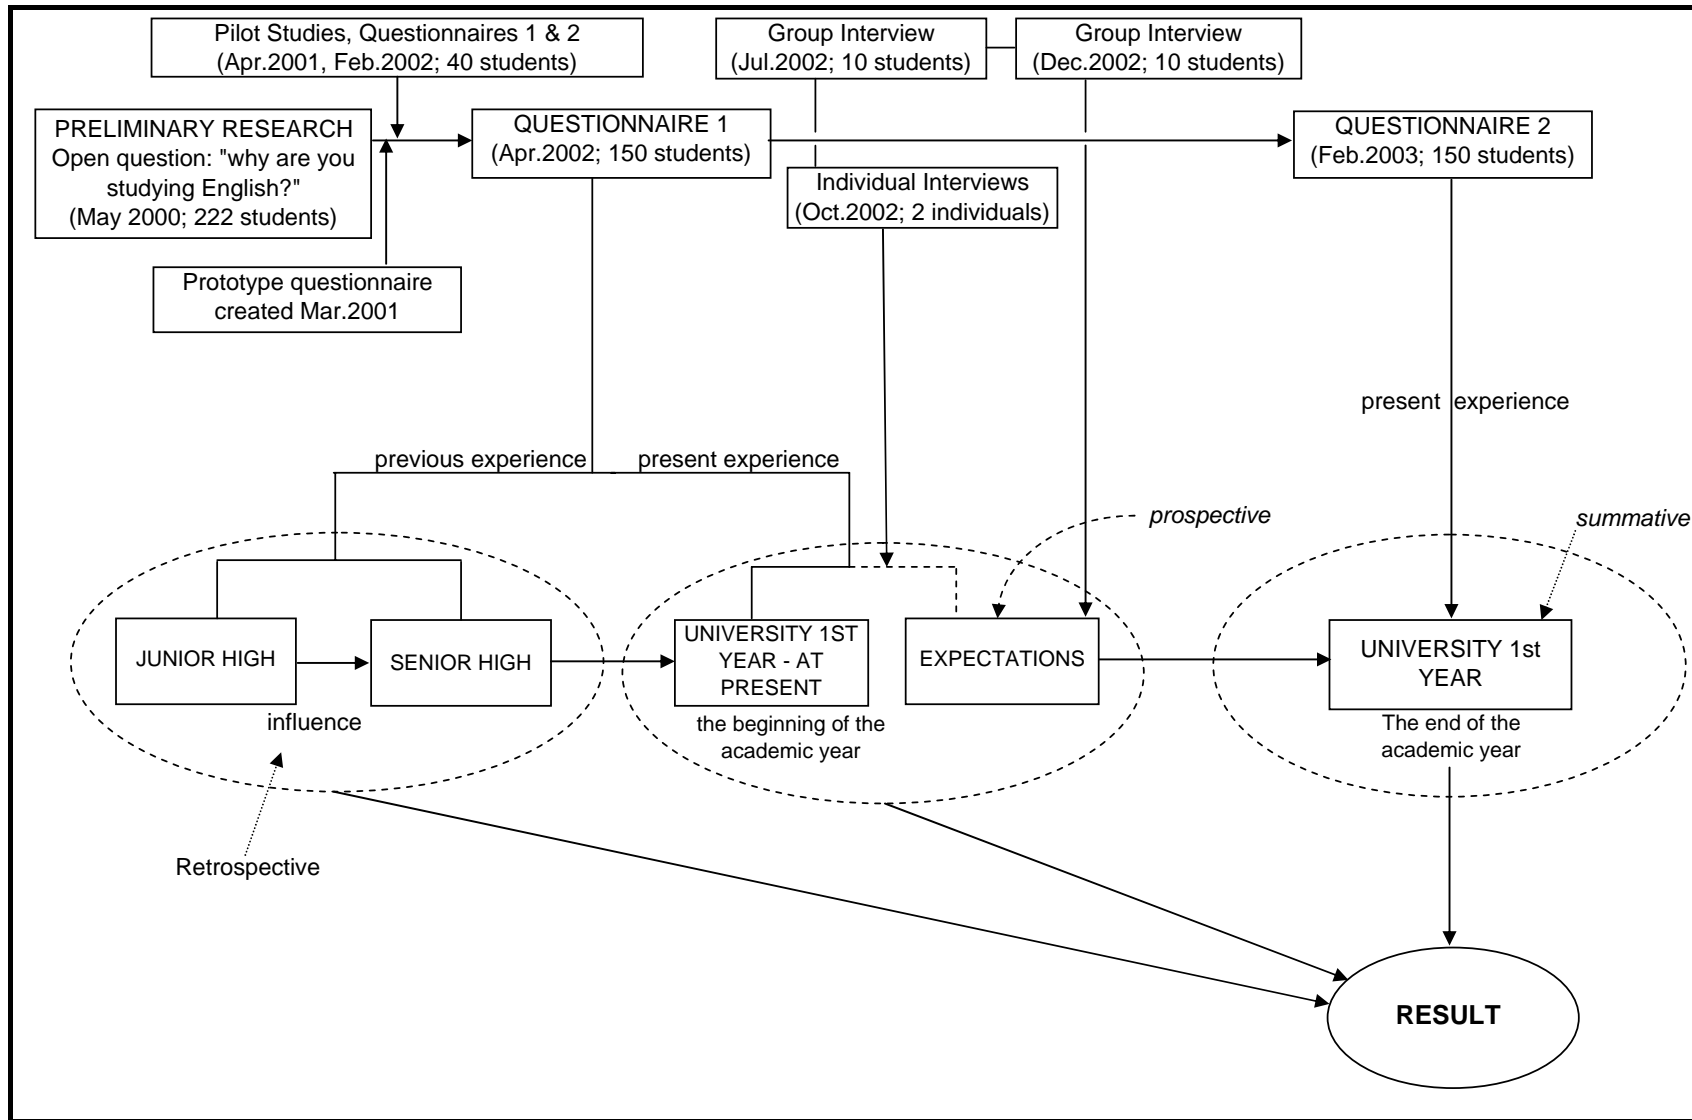 Pilot Studies, Questionnaires 1 & 2
(Apr.2001, Feb.2002; 40 students)
Group Interview
(Jul.2002; 10 students)
Group Interview
(Dec.2002; 10 students)
PRELIMINARY RESEARCH
Open question: "why are you
studying English?"
(May 2000; 222 students)
QUESTIONNAIRE 1
(Apr.2002; 150 students)
QUESTIONNAIRE 2
(Feb.2003; 150 students)
Individual Interviews
(Oct.2002; 2 individuals)
Prototype questionnaire
created Mar.2001
present experience
previous experience
present experience
prospective
summative
JUNIOR HIGH
SENIOR HIGH
influence
UNIVERSITY 1ST
YEAR - AT
PRESENT
the beginning of the
academic year
EXPECTATIONS
UNIVERSITY 1st
YEAR
The end of the
academic year
Retrospective
RESULT